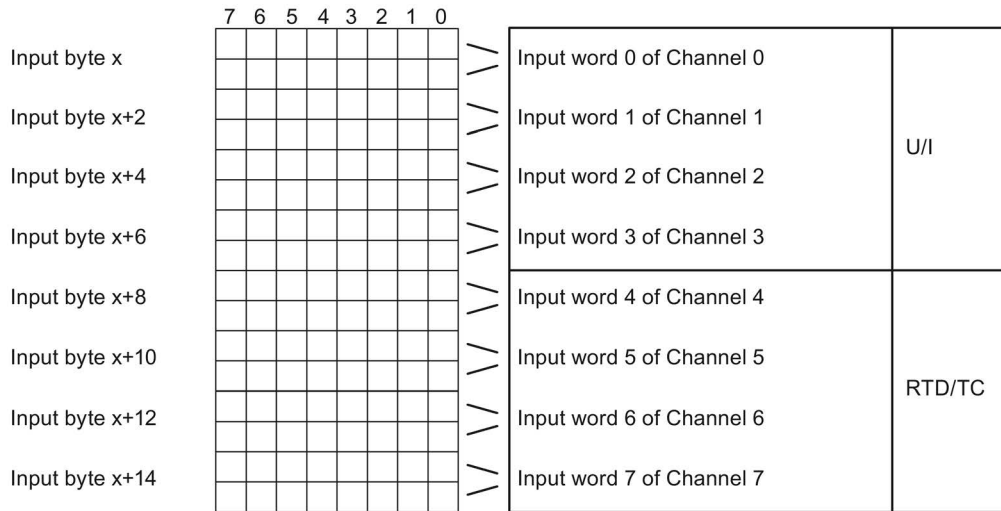 7 6 5 4 3 2 1 0
Input byte x
Input word 0 of Channel 0
Input byte x+2
Input word 1 of Channel 1
U/I
Input byte x+4
Input word 2 of Channel 2
Input byte x+6
Input word 3 of Channel 3
Input byte x+8
Input word 4 of Channel 4
Input byte x+10
Input word 5 of Channel 5
RTD/TC
Input byte x+12
Input word 6 of Channel 6
Input byte x+14
Input word 7 of Channel 7